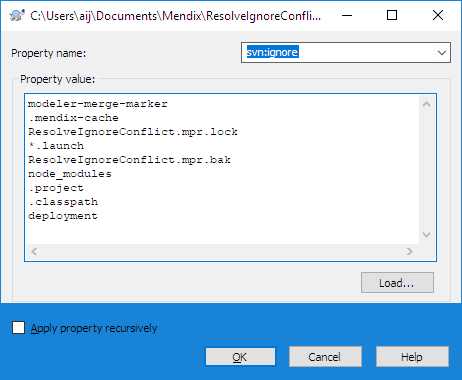 C:\Users\aij\Documents\Mendix\ResolveIgnoreConfli...
Property name:
svn:ignore
Property value:
modeler-merge-marker
.mendix-cache
ResolveIgnoreConflict.mpr.lock
*.launch
ResolveIgnoreConflict.mpr.bak
node_modules
.project
.classpath
deployment
Load...
Apply property recursively
OK
Cancel
Help